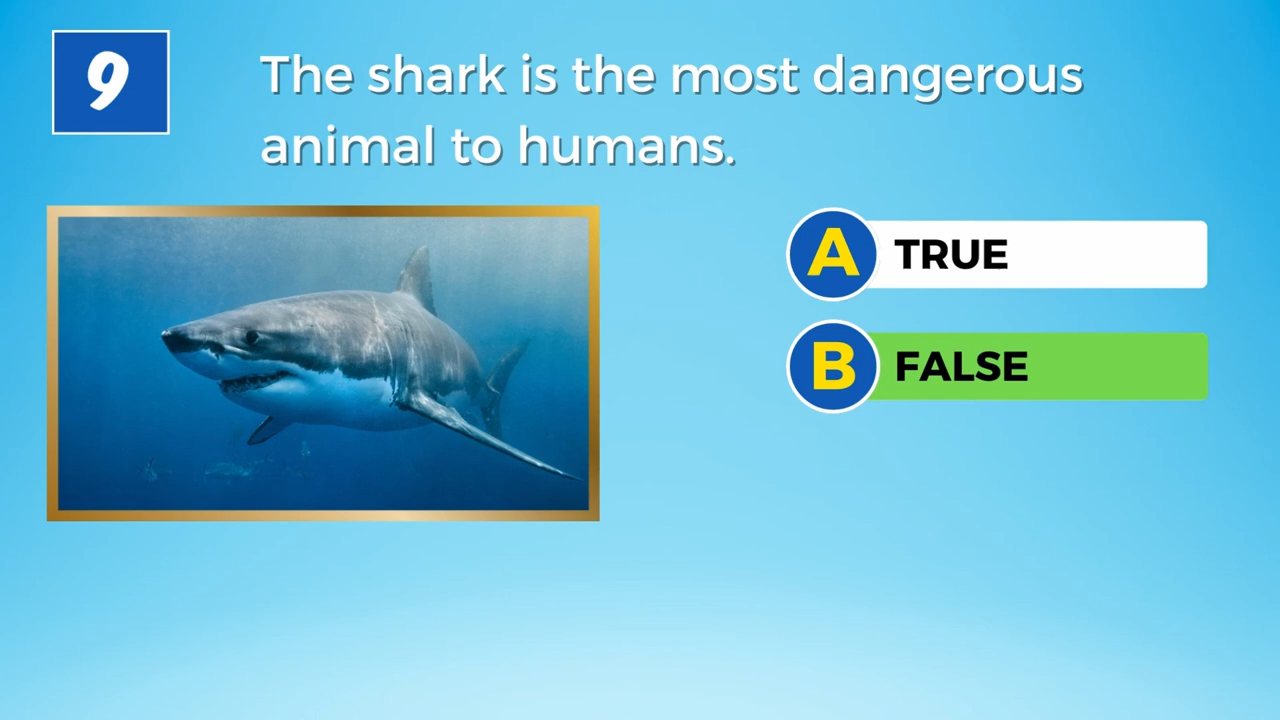 9
The shark is the most dangerous
animal to humans.
A TRUE
B FALSE